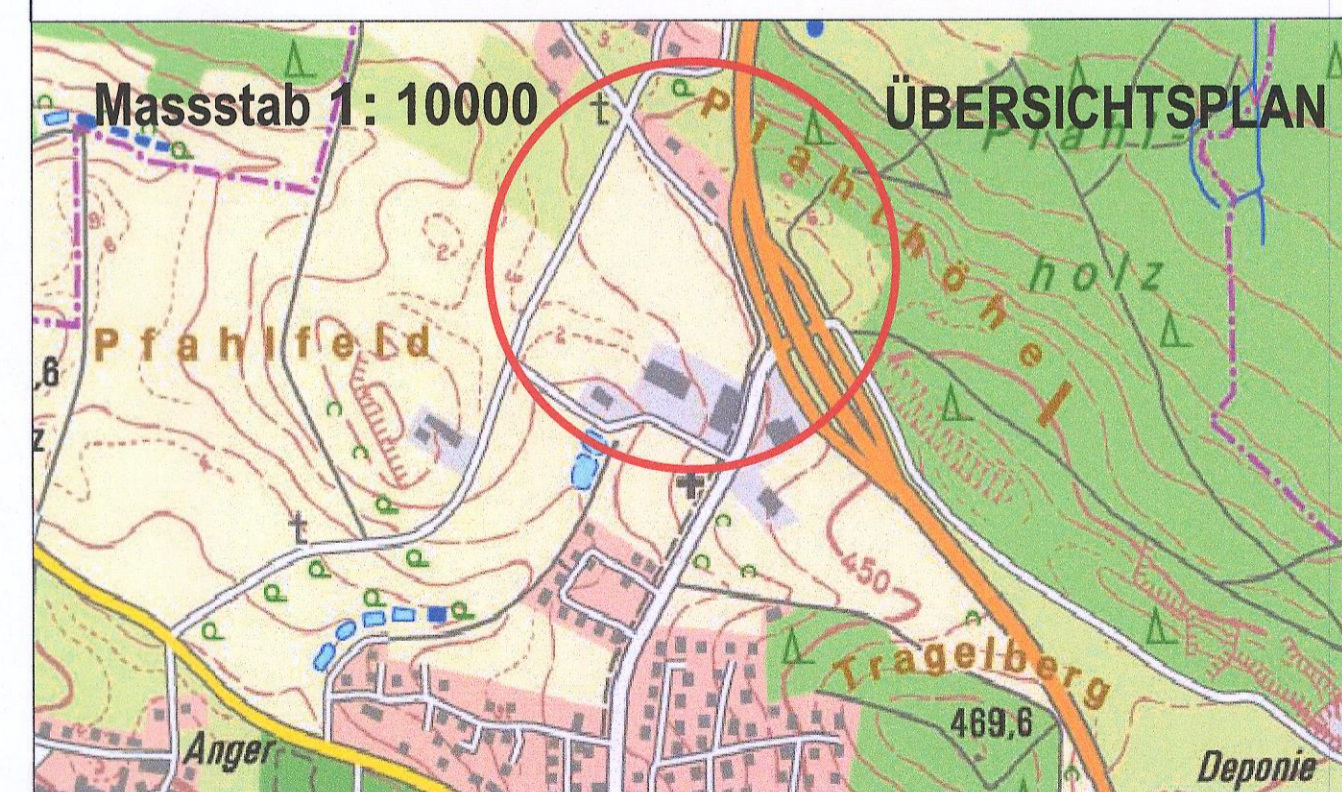 Massstab 1: 10000
ÜBERSICHTSPLAN
Pfahlhöhe
Pfahl-
holz
Pfahlfeld
,6
z
450
Tragelberg
469,6
Anger
Deponie